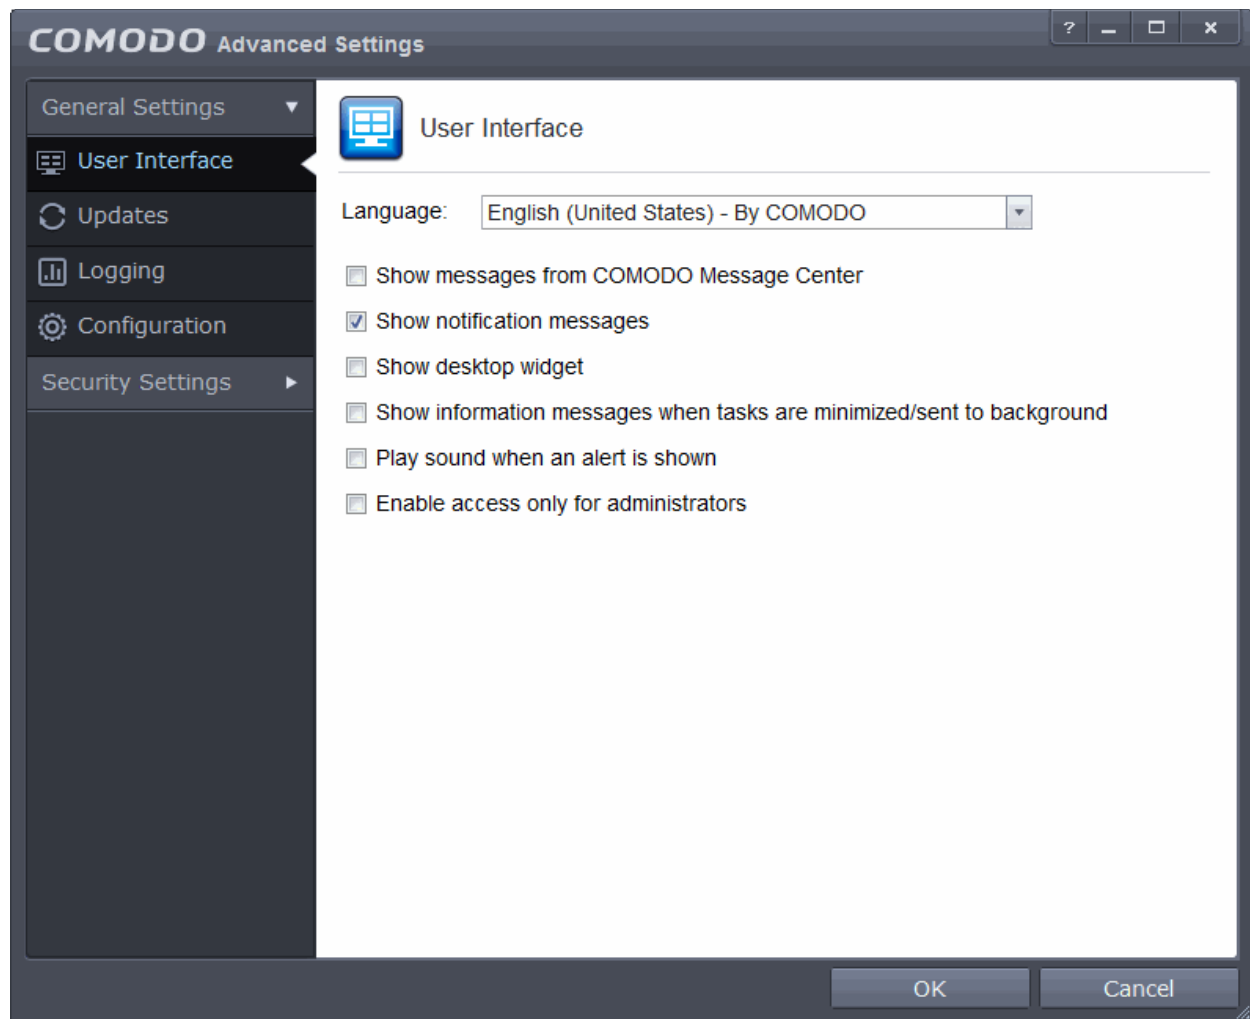 COMODO Advanced Settings
?
General Settings
User Interface
Updates
Logging
Configuration
Security Settings
User Interface
Language: English (United States) - By COMODO
Show messages from COMODO Message Center
Show notification messages
Show desktop widget
Show information messages when tasks are minimized/sent to background
Play sound when an alert is shown
Enable access only for administrators
OK Cancel